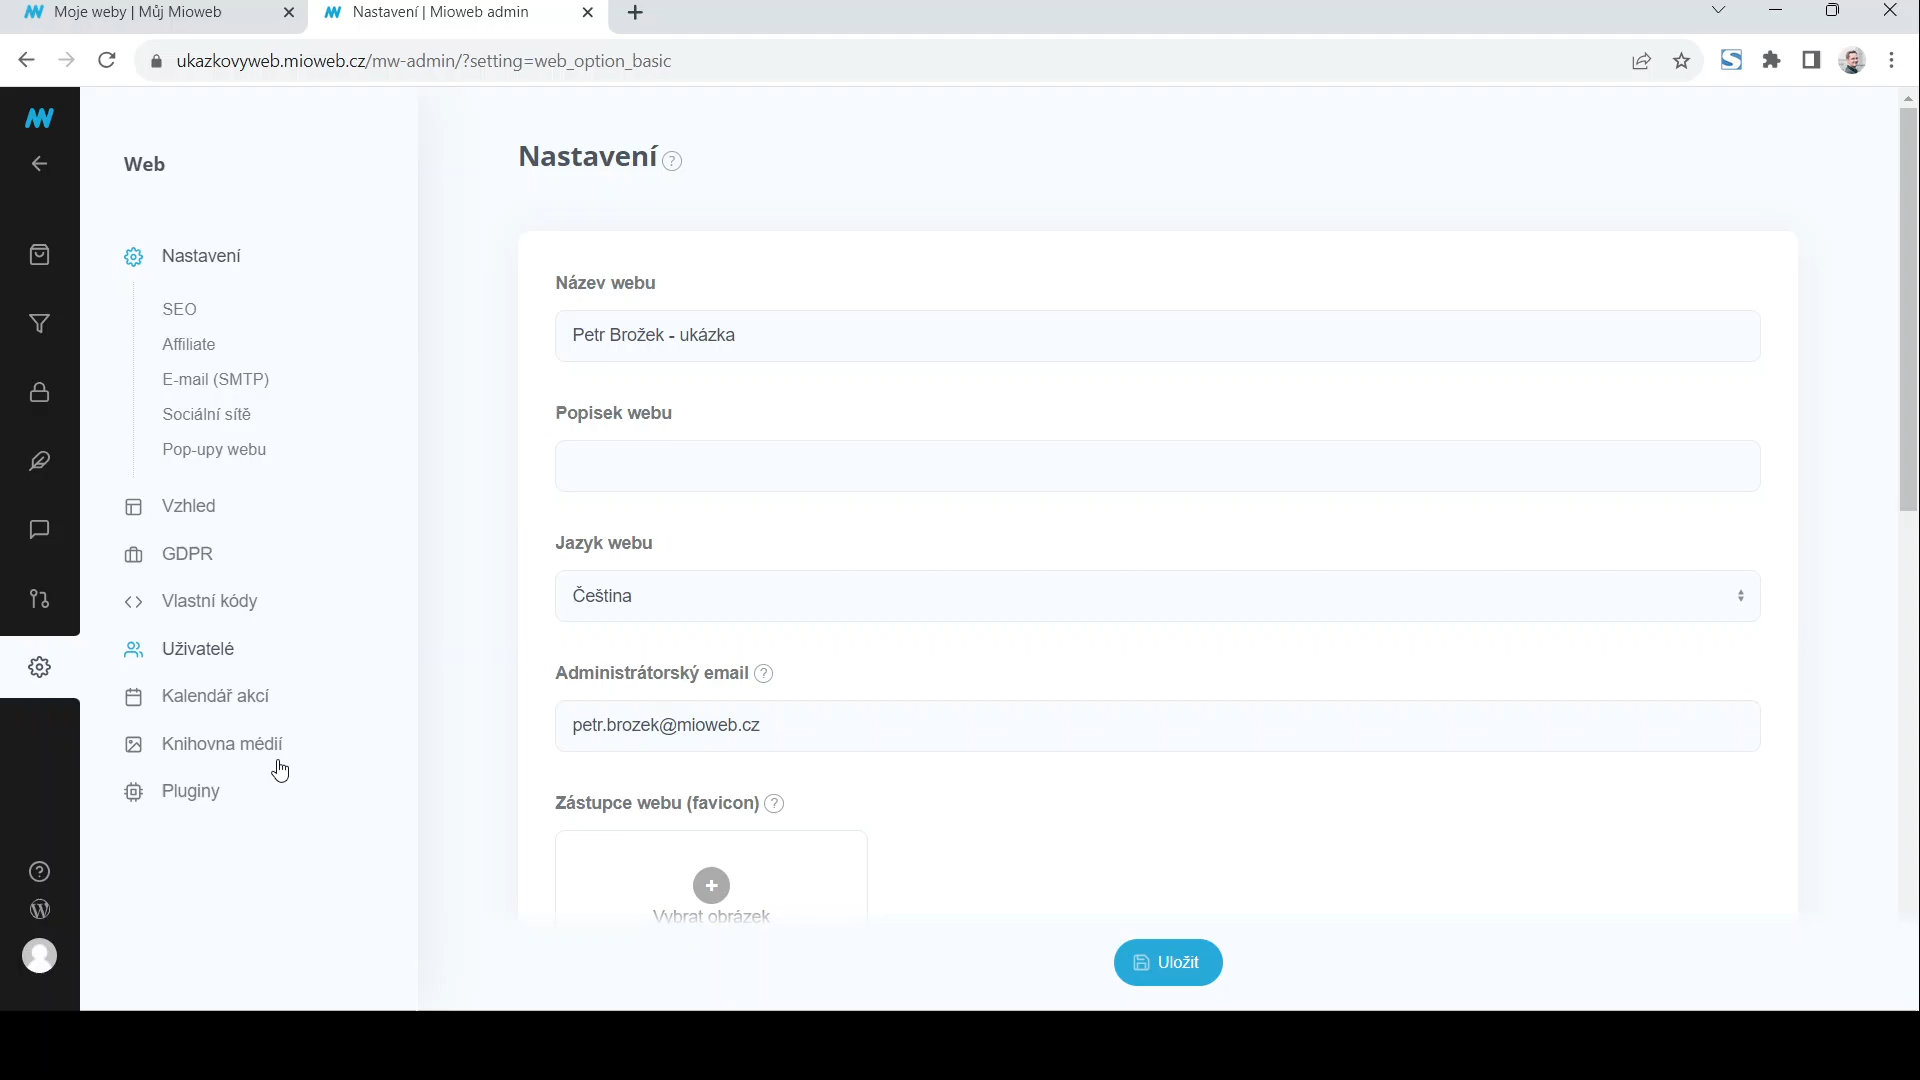 Moje weby | Můj Mioweb
Nastavení | Mioweb admin
ukazkovyweb.mioweb.cz/mw-admin/?setting=web_option_basic
Web
Nastavení
SEO
Affiliate
E-mail (SMTP)
Sociální sítě
Pop-upy webu
Vzhled
GDPR
Vlastní kódy
Uživatelé
Kalendář akcí
Knihovna médií
Pluginy
Nastavení ?
Název webu
Petr Brožek - ukázka
Popisek webu
Jazyk webu
Čeština
Administrátorský email ?
petr.brozek@mioweb.cz
Zástupce webu (favicon) ?
Vybrat obrázek
Uložit